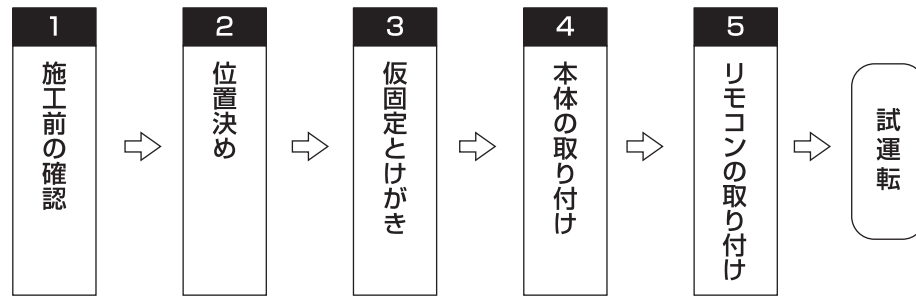 1
施工前の確認
2
位置決め
3
仮固定とけがき
4
本体の取り付け
5
リモコンの取り付け
試運転